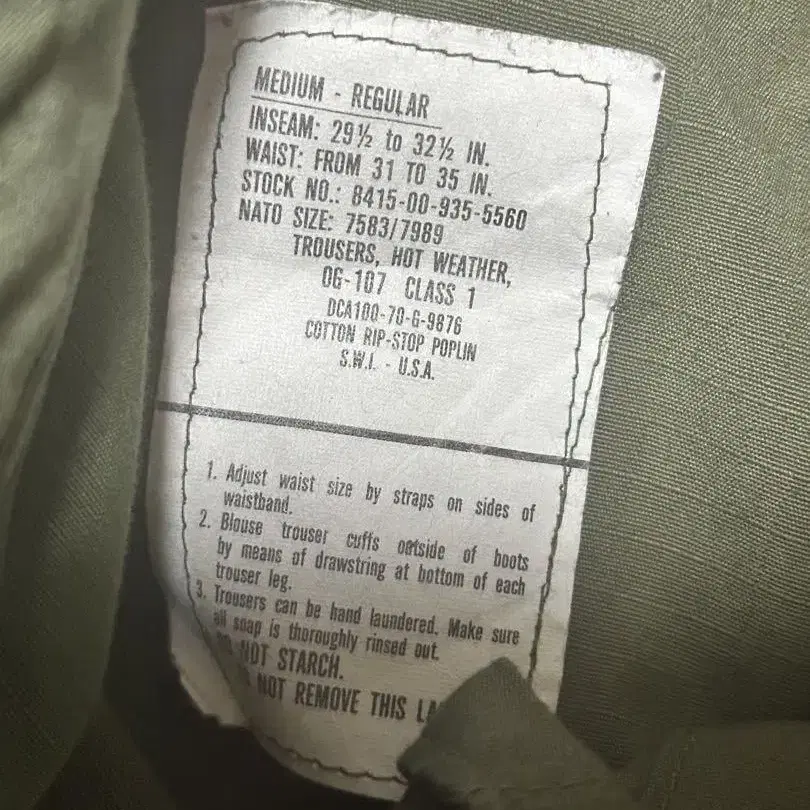 MEDIUM - REGULAR
INSEAM: 29½ to 32½ IN.
WAIST: FROM 31 TO 35 IN.
STOCK NO.: 8415-00-935-5560
NATO SIZE: 7583/7989
TROUSERS, HOT WEATHER,
OG-107 CLASS 1
DCA100-70-G-9876
COTTON RIP-STOP POPLIN
S.W.I. - U.S.A.
1. Adjust waist size by straps on sides of
waistband.
2. Blouse trouser cuffs outside of boots
by means of drawstring at bottom of each
trouser leg.
3. Trousers can be hand laundered. Make sure
all soap is thoroughly rinsed out.
NOT STARCH.
NOT REMOVE THIS